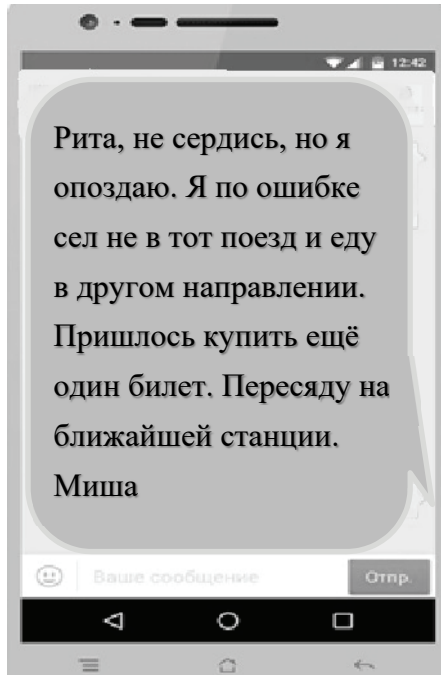 12:42
Рита, не сердись, но я
опоздаю. Я по ошибке
сел не в тот поезд и еду
в другом направлении.
Пришлось купить ещё
один билет. Пересяду на
ближайшей станции.
Миша
Ваше сообщение
Отпр.